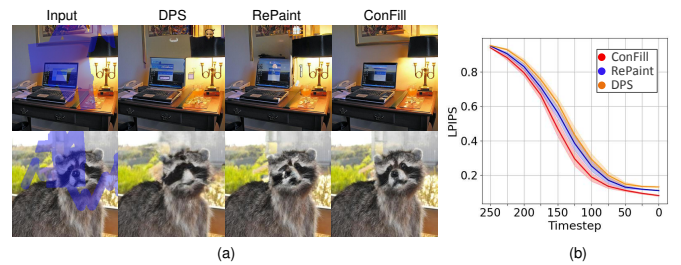 Input DPS RePaint ConFill
(a)
LPIPS
0.8
0.6
0.4
0.2
ConFill
RePaint
DPS
250 200 150 100 50 0
Timestep
(b)